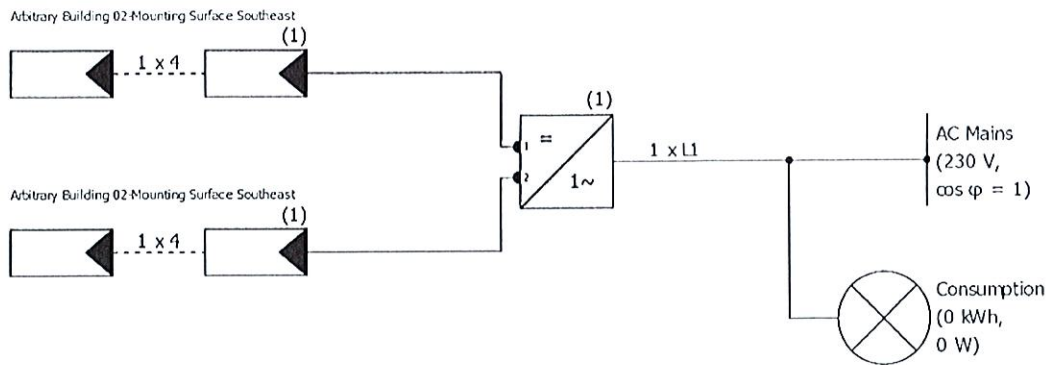 Arbitrary Building 02-Mounting Surface Southeast
(1)
1 x 4
Arbitrary Building 02-Mounting Surface Southeast
(1)
1 x 4
(1)
1 =
2
1~
1 x L1
AC Mains
(230 V,
cos φ = 1)
Consumption
(0 kWh,
0 W)